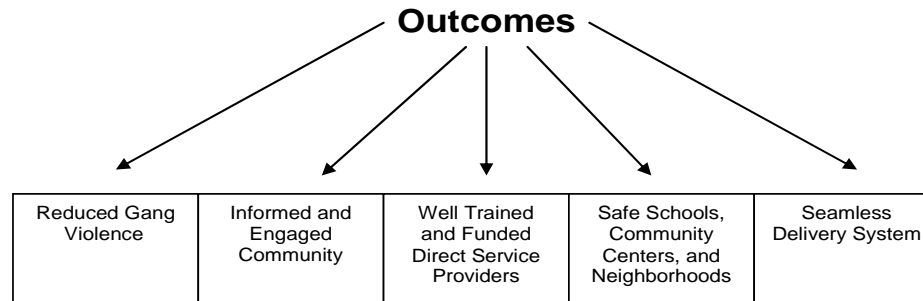 Outcomes
Reduced Gang
Violence
Informed and
Engaged
Community
Well Trained
and Funded
Direct Service
Providers
Safe Schools,
Community
Centers, and
Neighborhoods
Seamless
Delivery System